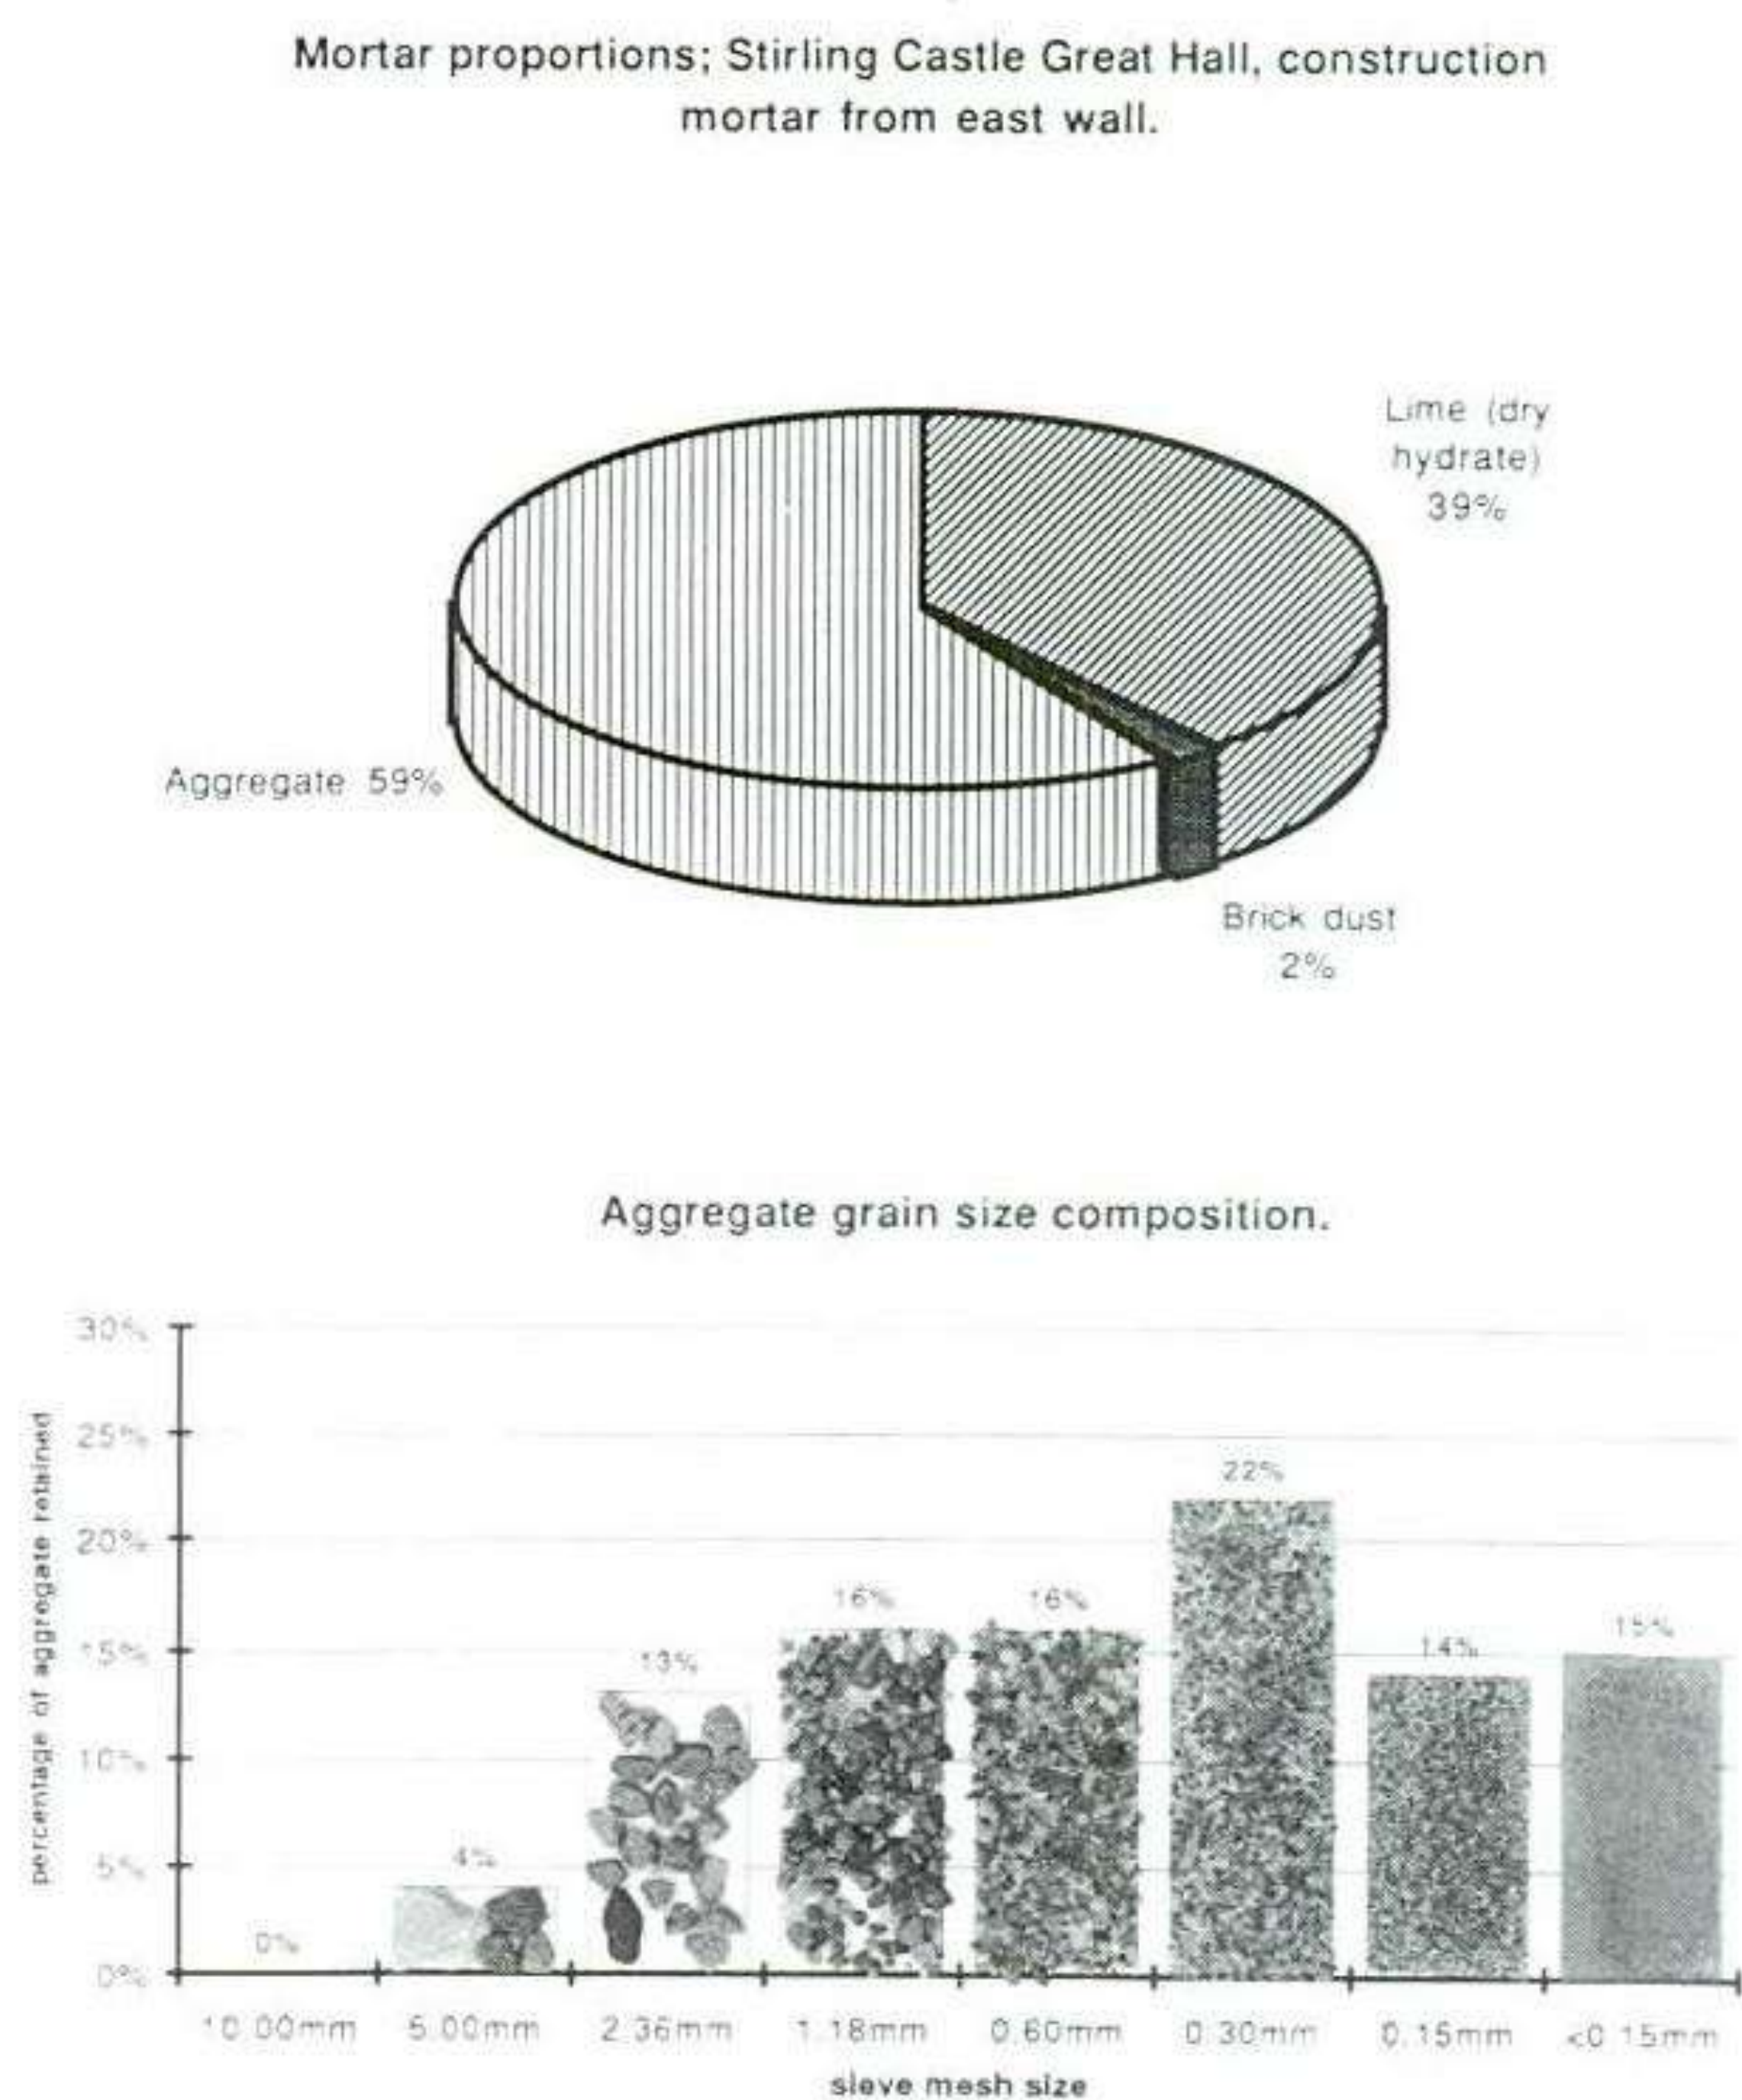 Mortar proportions; Stirling Castle Great Hall, construction
mortar from east wall.
Lime (dry
hydrate)
39%
Aggregate 59%
Brick dust
2%
Aggregate grain size composition.
percentage of aggregate retained
30%
25%
20%
15%
10%
5%
0%
0%
4%
13%
16%
16%
22%
14%
15%
10.00mm 5.00mm 2.36mm 1.18mm 0.60mm 0.30mm 0.15mm <0.15mm
sieve mesh size